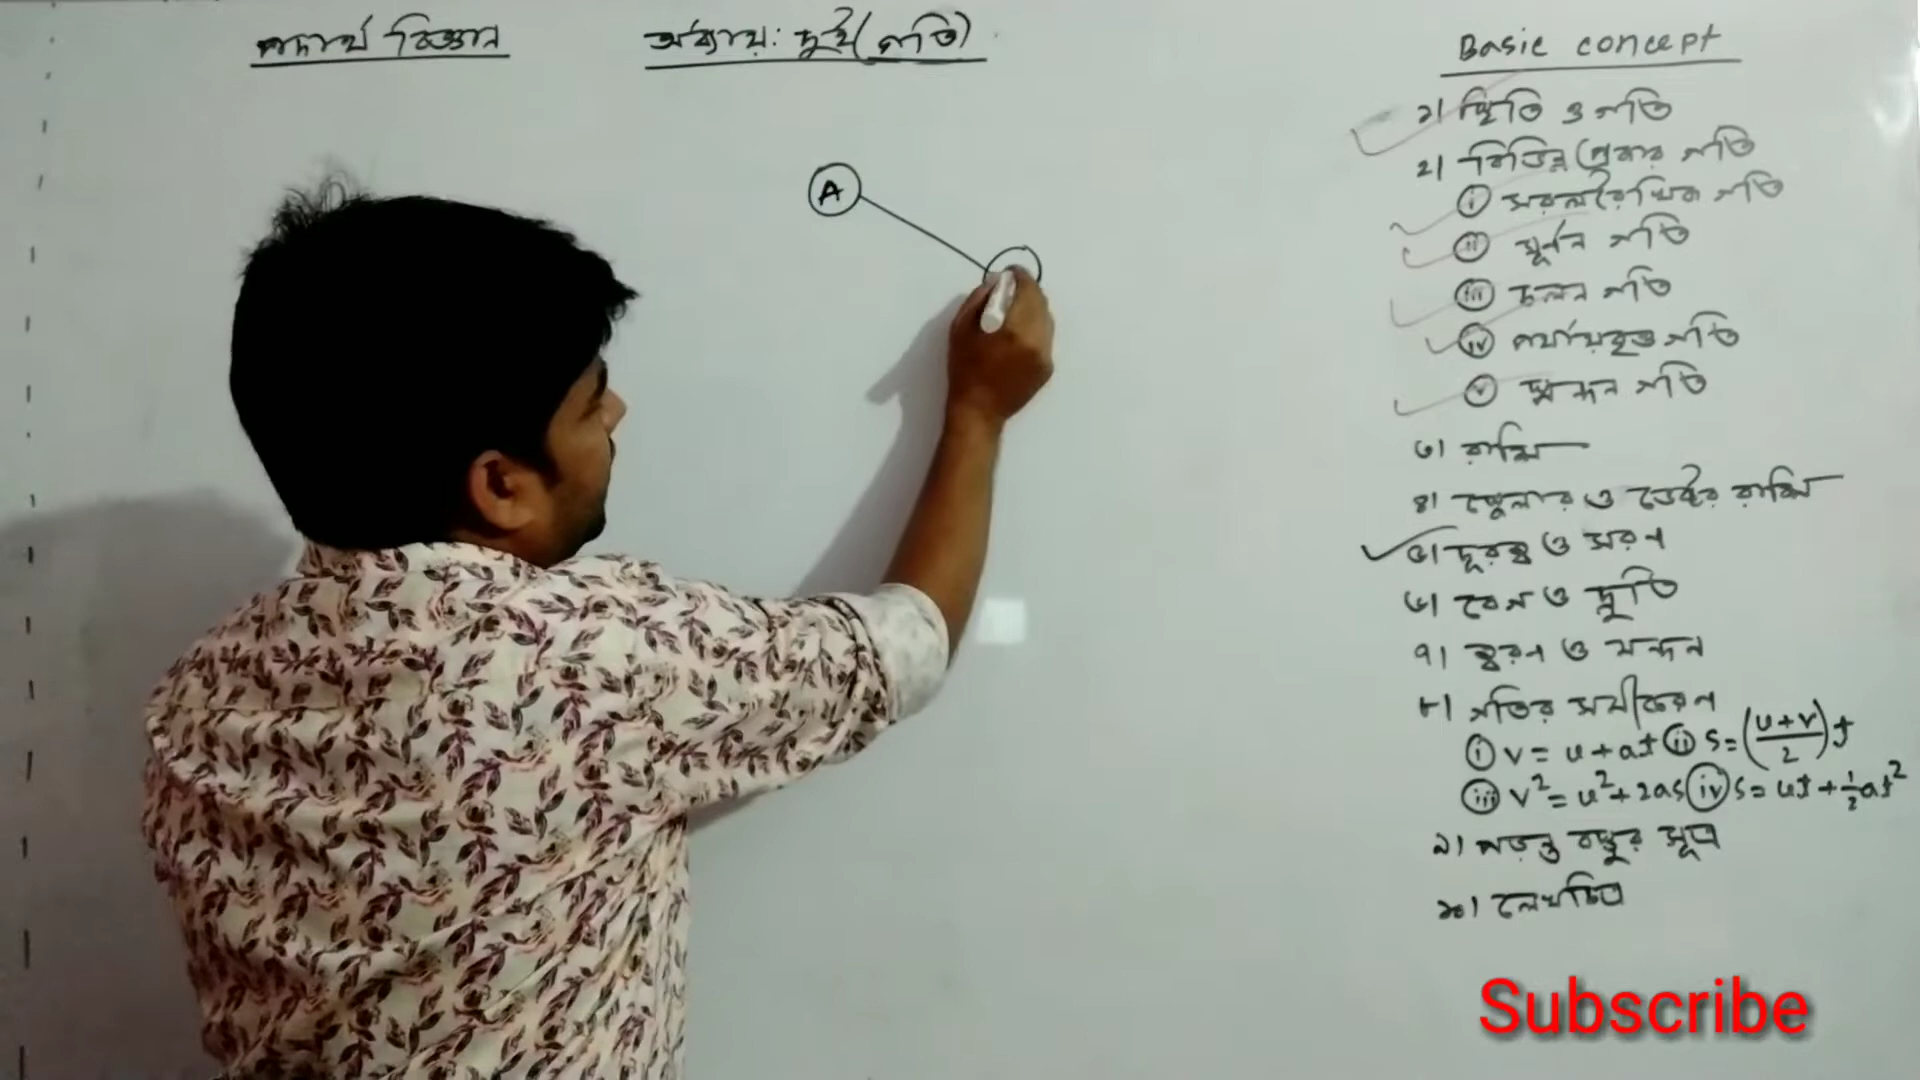 পদার্থ বিজ্ঞান
অধ্যায়: দুই (গতি)
A
Basic concept
১। স্থিতি ও গতি
২। বিভিন্ন প্রকার গতি
i সরলরৈখিক গতি
ii ঘূর্ণন গতি
iii চলন গতি
iv পর্যায়বৃত্ত গতি
v স্পন্দন গতি
৩। রাশি
৪। স্কেলার ও ভেক্টর রাশি
৫। দূরত্ব ও সরণ
৬। বেগ ও দ্রুতি
৭। ত্বরণ ও মন্দন
৮। গতির সমীকরণ
i v = u + at ii s = (u+v/2)t
iii v² = u² + 2as iv s = ut + ½at²
৯। পড়ন্ত বস্তুর সূত্র
১০। লেখচিত্র
Subscribe